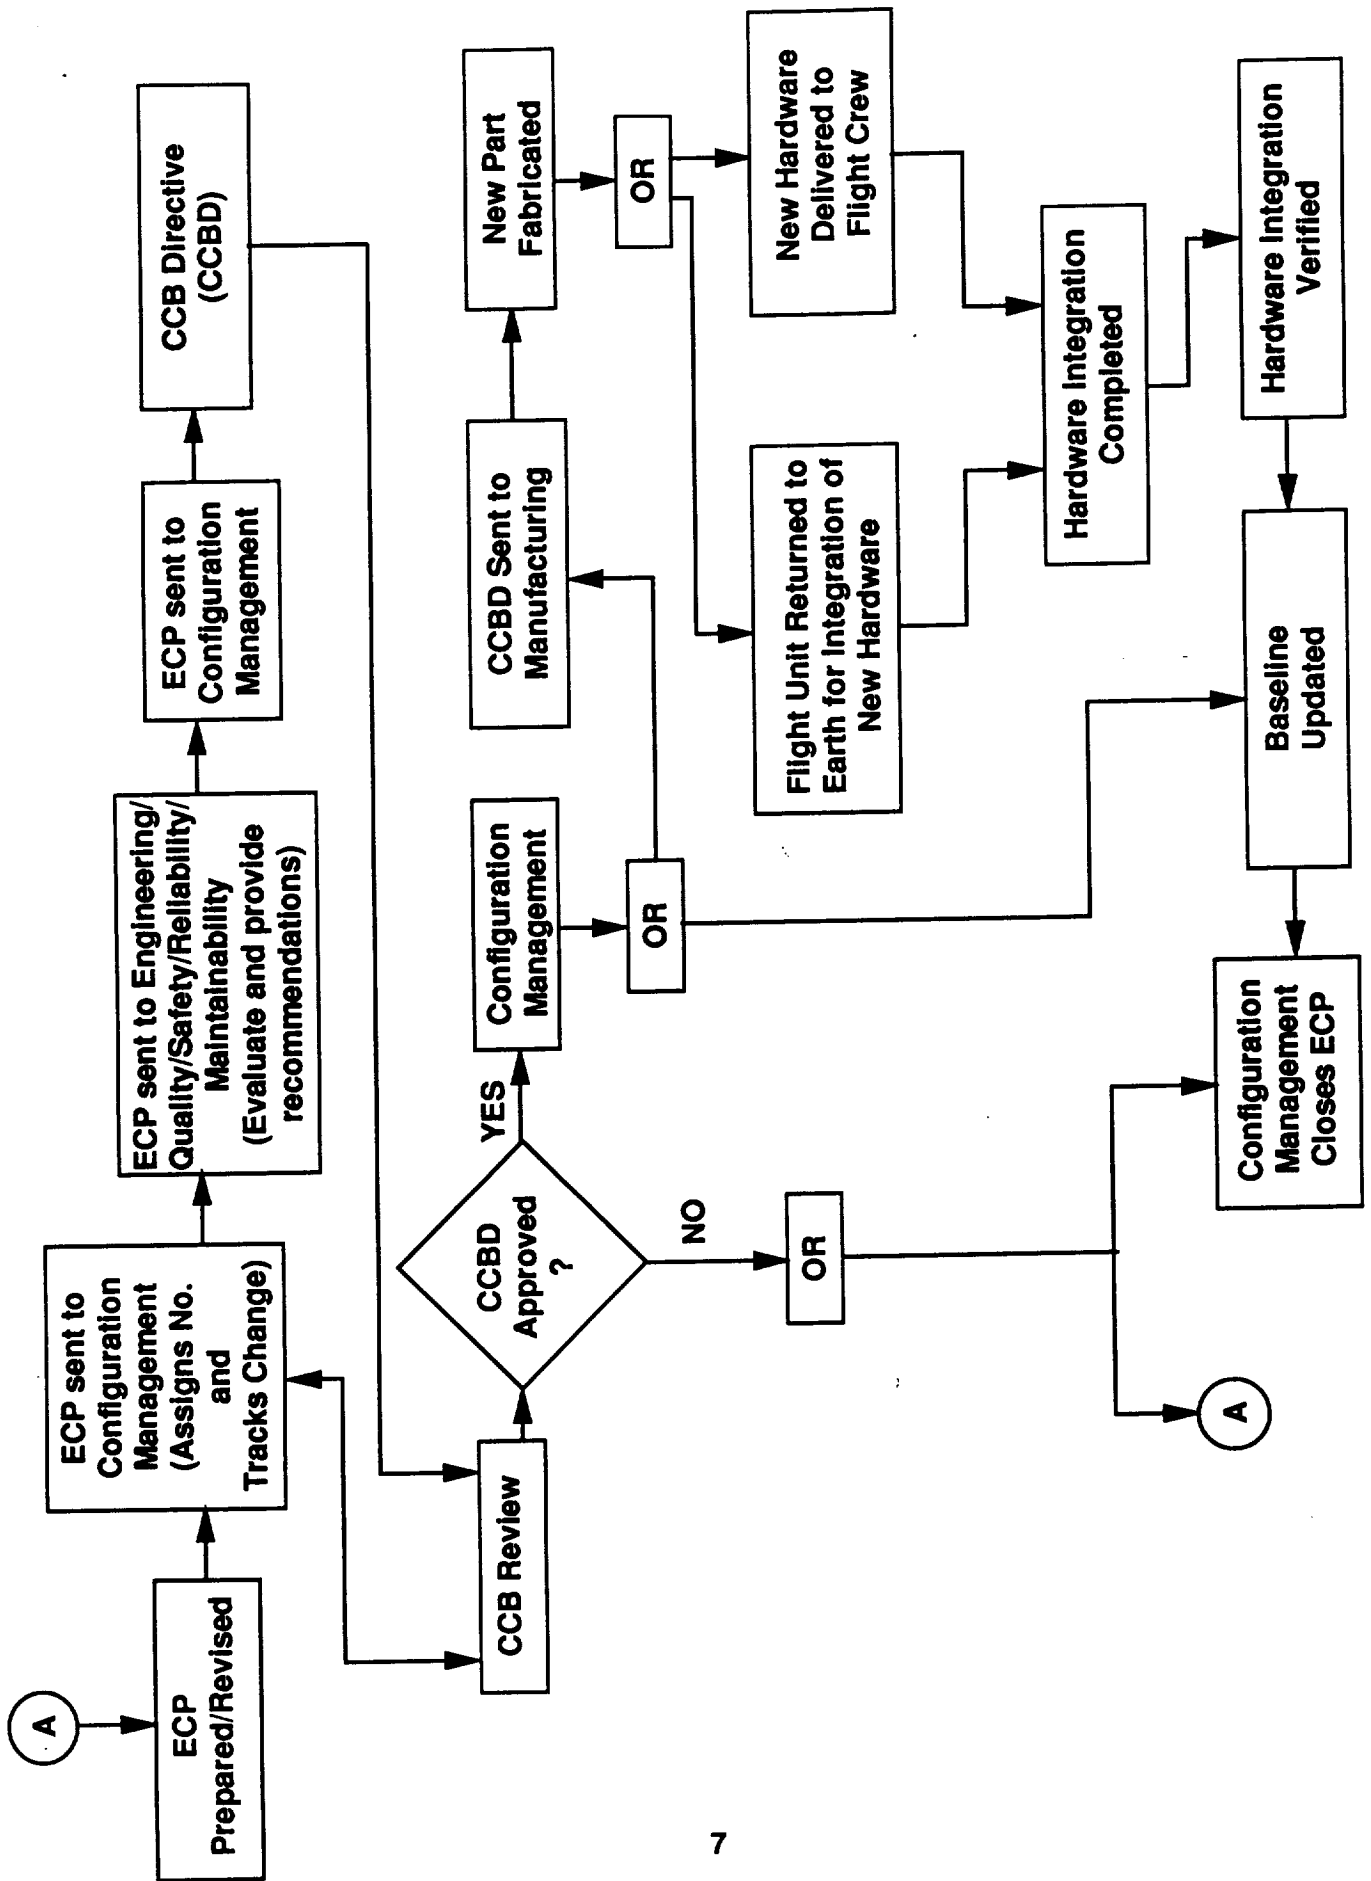 A
ECP
Prepared/Revised
ECP sent to
Configuration
Management
(Assigns No.
and
Tracks Change)
ECP sent to Engineering/
Quality/Safety/Reliability/
Maintainability
(Evaluate and provide
recommendations)
ECP sent to
Configuration
Management
CCB Directive
(CCBD)
CCB Review
CCBD
Approved
?
YES
NO
Configuration
Management
OR
CCBD Sent to
Manufacturing
New Part
Fabricated
OR
Flight Unit Returned to
Earth for Integration of
New Hardware
New Hardware
Delivered to
Flight Crew
OR
Hardware Integration
Completed
A
Configuration
Management
Closes ECP
Baseline
Updated
Hardware Integration
Verified
7